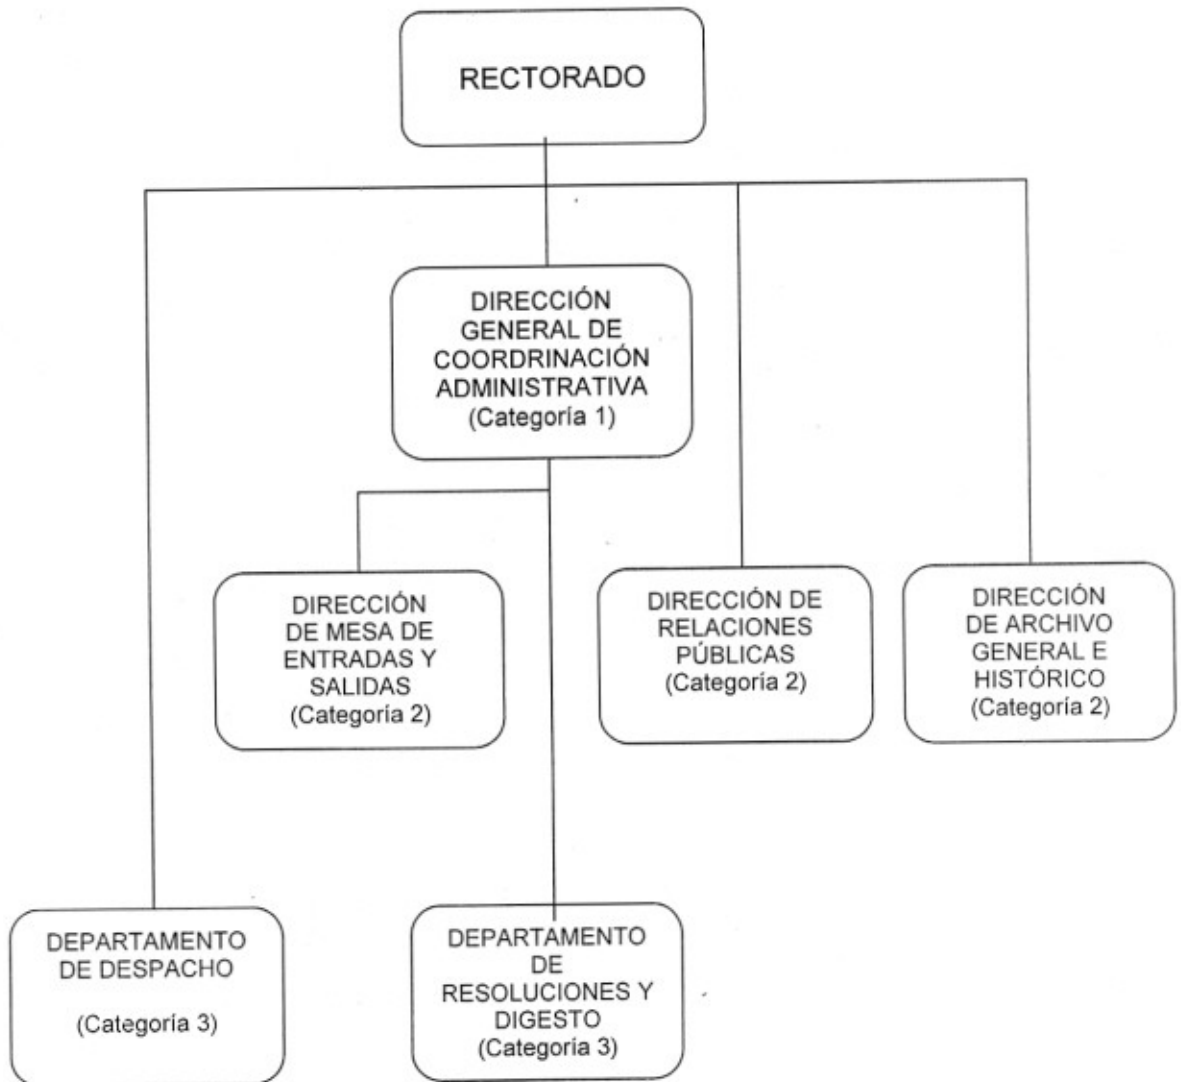 RECTORADO
DIRECCIÓN
GENERAL DE
COORDRINACIÓN
ADMINISTRATIVA
(Categoría 1)
DIRECCIÓN
DE MESA DE
ENTRADAS Y
SALIDAS
(Categoría 2)
DIRECCIÓN DE
RELACIONES
PÚBLICAS
(Categoría 2)
DIRECCIÓN
DE ARCHIVO
GENERAL E
HISTÓRICO
(Categoría 2)
DEPARTAMENTO
DE DESPACHO
(Categoría 3)
DEPARTAMENTO
DE
RESOLUCIONES Y
DIGESTO
(Categoría 3)